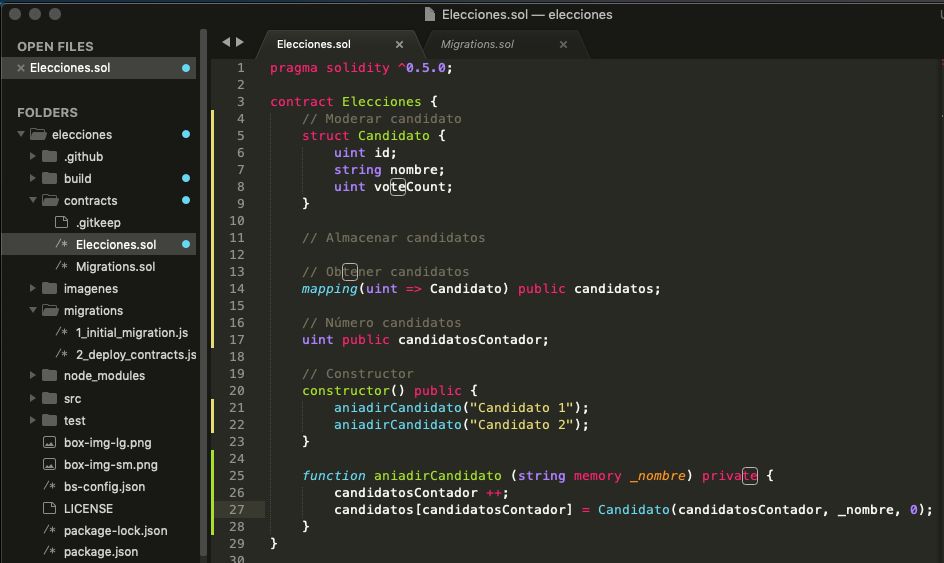 Elecciones.sol — elecciones
OPEN FILES
Elecciones.sol
FOLDERS
elecciones
.github
build
contracts
.gitkeep
/* Elecciones.sol
/* Migrations.sol
imagenes
migrations
/* 1_initial_migration.js
/* 2_deploy_contracts.js
node_modules
src
test
box-img-lg.png
box-img-sm.png
/* bs-config.json
LICENSE
/* package-lock.json
/* package.json
Elecciones.sol
Migrations.sol
1 pragma solidity ^0.5.0;
2
3 contract Elecciones {
4 // Moderar candidato
5 struct Candidato {
6 uint id;
7 string nombre;
8 uint voteCount;
9 }
10
11 // Almacenar candidatos
12
13 // Obtener candidatos
14 mapping(uint => Candidato) public candidatos;
15
16 // Número candidatos
17 uint public candidatosContador;
18
19 // Constructor
20 constructor() public {
21 aniadirCandidato("Candidato 1");
22 aniadirCandidato("Candidato 2");
23 }
24
25 function aniadirCandidato (string memory _nombre) private {
26 candidatosContador ++;
27 candidatos[candidatosContador] = Candidato(candidatosContador, _nombre, 0);
28 }
29 }
30